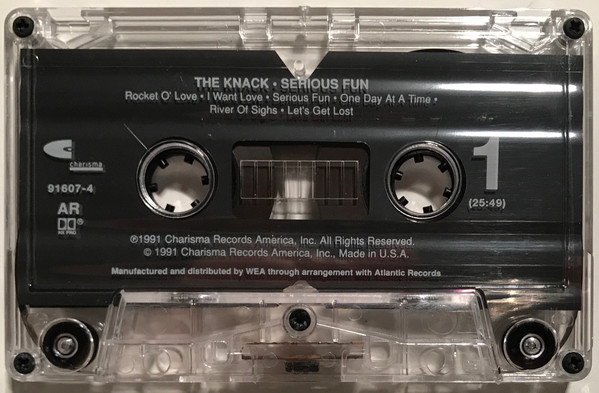 THE KNACK • SERIOUS FUN
Rocket O' Love • I Want Love • Serious Fun • One Day At A Time •
River Of Sighs • Let's Get Lost
charisma
1
91607-4
(25:49)
AR
HX PRO
℗1991 Charisma Records America, Inc. All Rights Reserved.
© 1991 Charisma Records America, Inc., Made in U.S.A.
Manufactured and distributed by WEA through arrangement with Atlantic Records